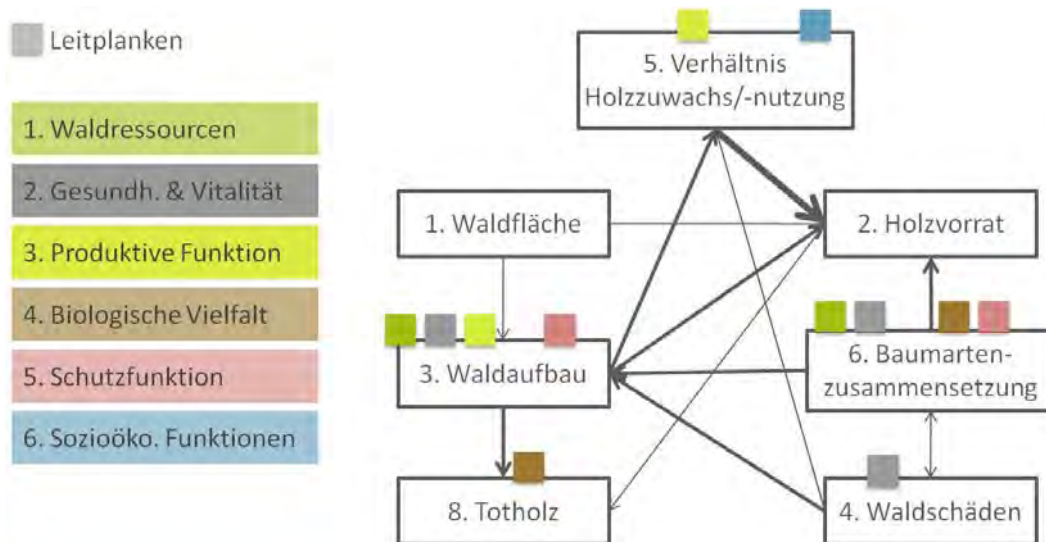 Leitplanken
1. Waldressourcen
2. Gesundh. & Vitalität
3. Produktive Funktion
4. Biologische Vielfalt
5. Schutzfunktion
6. Sozioöko. Funktionen
5. Verhältnis
Holzzuwachs/-nutzung
1. Waldfläche
2. Holzvorrat
3. Waldaufbau
6. Baumarten-
zusammensetzung
8. Totholz
4. Waldschäden